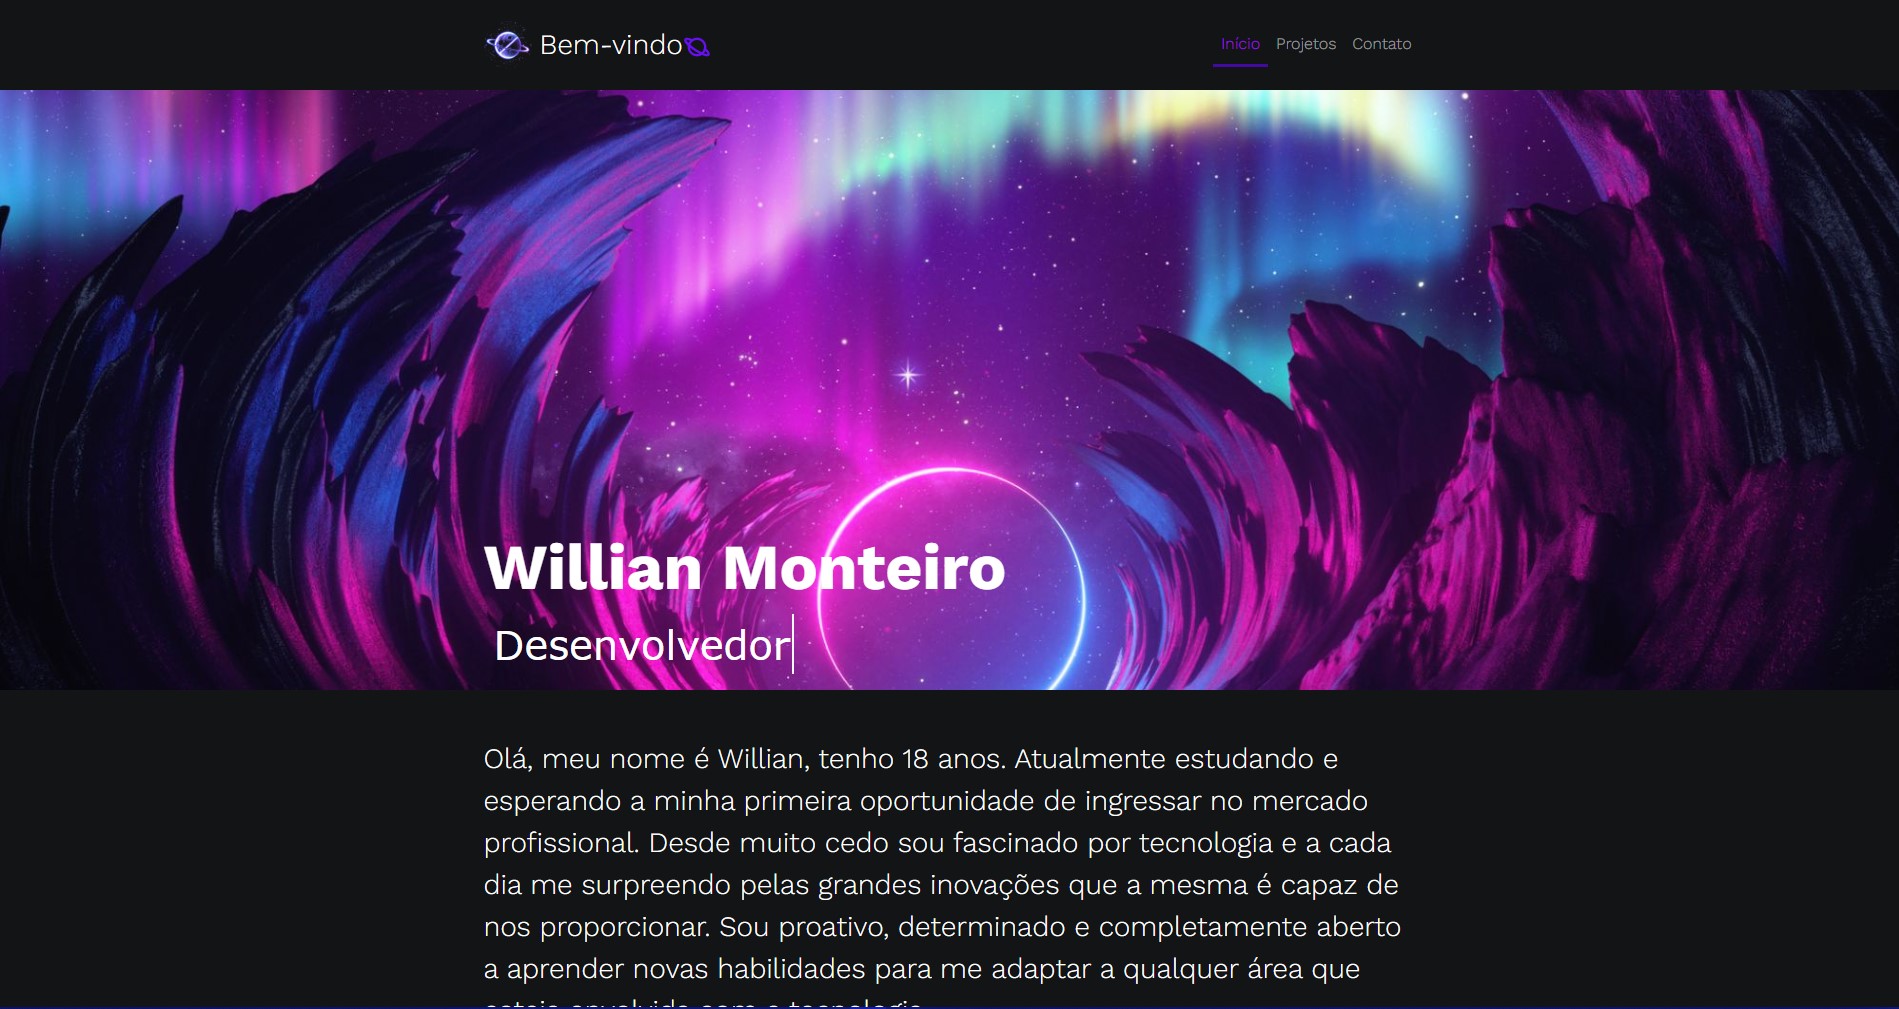 Bem-vindo
Início Projetos Contato
Willian Monteiro
Desenvolvedor
Olá, meu nome é Willian, tenho 18 anos. Atualmente estudando e
esperando a minha primeira oportunidade de ingressar no mercado
profissional. Desde muito cedo sou fascinado por tecnologia e a cada
dia me surpreendo pelas grandes inovações que a mesma é capaz de
nos proporcionar. Sou proativo, determinado e completamente aberto
a aprender novas habilidades para me adaptar a qualquer área que